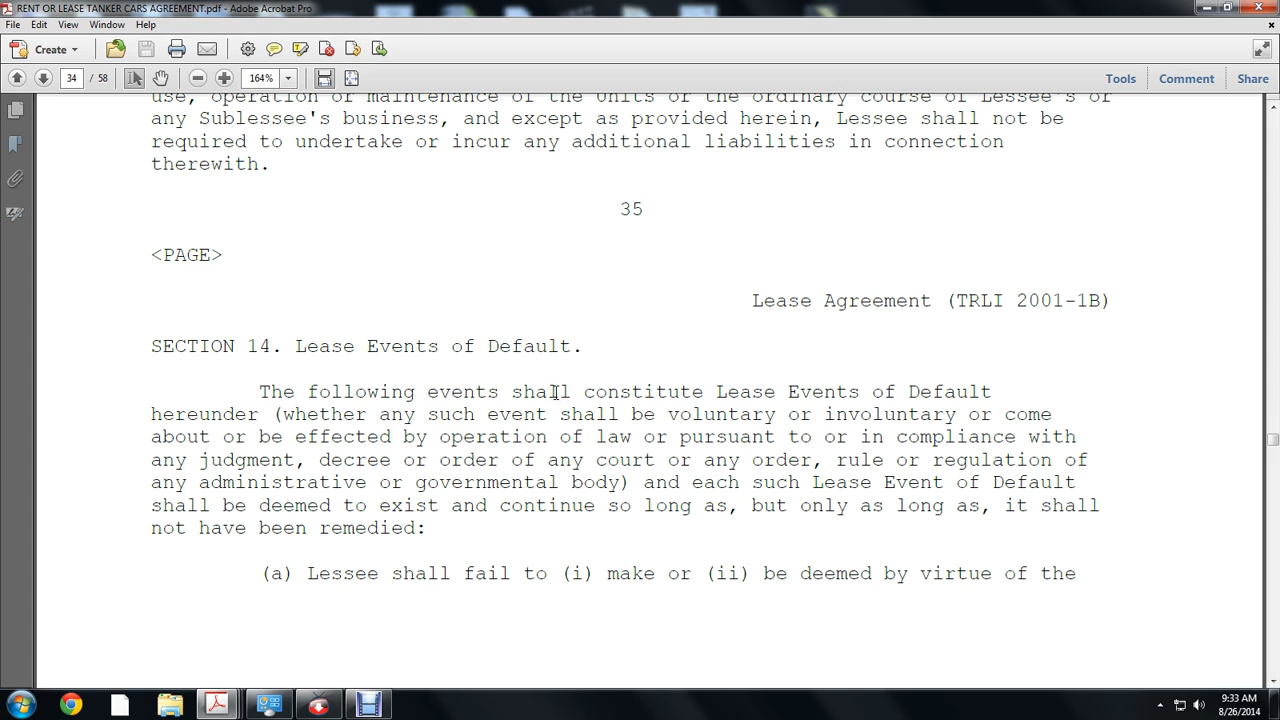 RENT OR LEASE TANKER CARS AGREEMENT.pdf - Adobe Acrobat Pro
File Edit View Window Help
Create
34 / 58 164% Tools Comment Share
use, operation or maintenance of the Units or the ordinary course of Lessee's or
any Sublessee's business, and except as provided herein, Lessee shall not be
required to undertake or incur any additional liabilities in connection
therewith.
35
<PAGE>
Lease Agreement (TRLI 2001-1B)
SECTION 14. Lease Events of Default.
The following events shall constitute Lease Events of Default
hereunder (whether any such event shall be voluntary or involuntary or come
about or be effected by operation of law or pursuant to or in compliance with
any judgment, decree or order of any court or any order, rule or regulation of
any administrative or governmental body) and each such Lease Event of Default
shall be deemed to exist and continue so long as, but only as long as, it shall
not have been remedied:
(a) Lessee shall fail to (i) make or (ii) be deemed by virtue of the
9:33 AM
8/26/2014